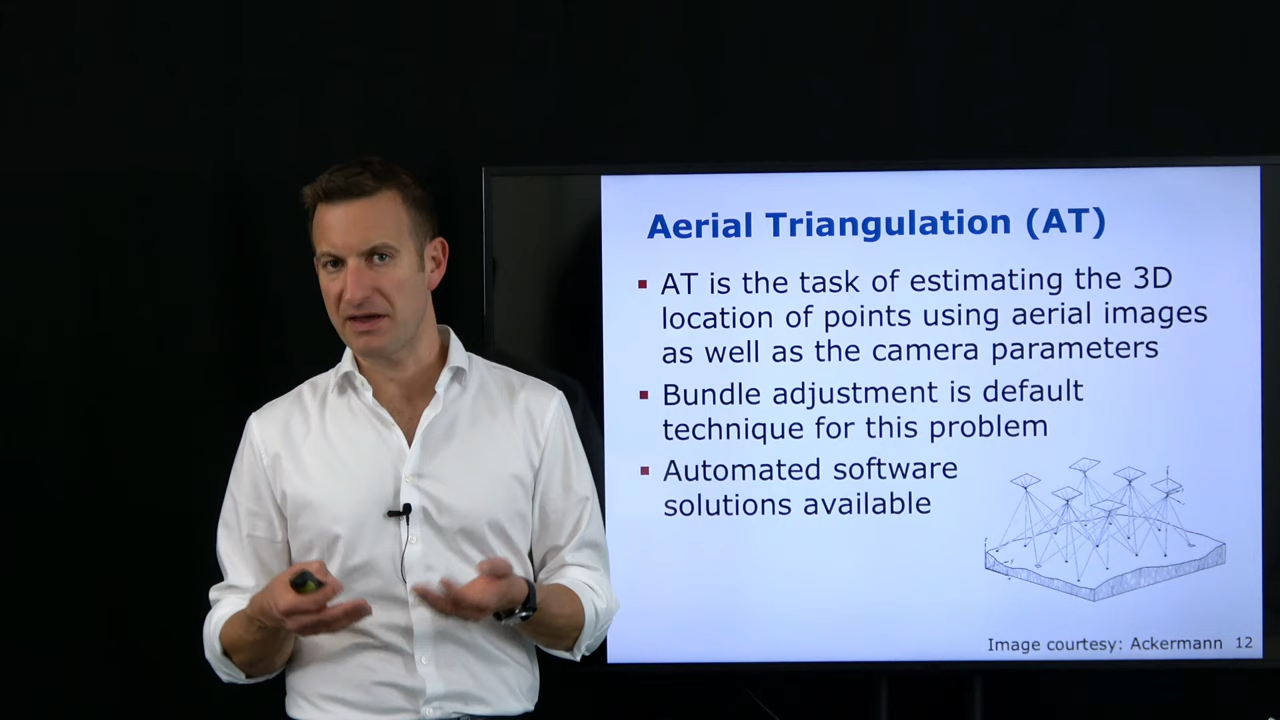 Aerial Triangulation (AT)
▪ AT is the task of estimating the 3D
location of points using aerial images
as well as the camera parameters
▪ Bundle adjustment is default
technique for this problem
▪ Automated software
solutions available
Image courtesy: Ackermann 12